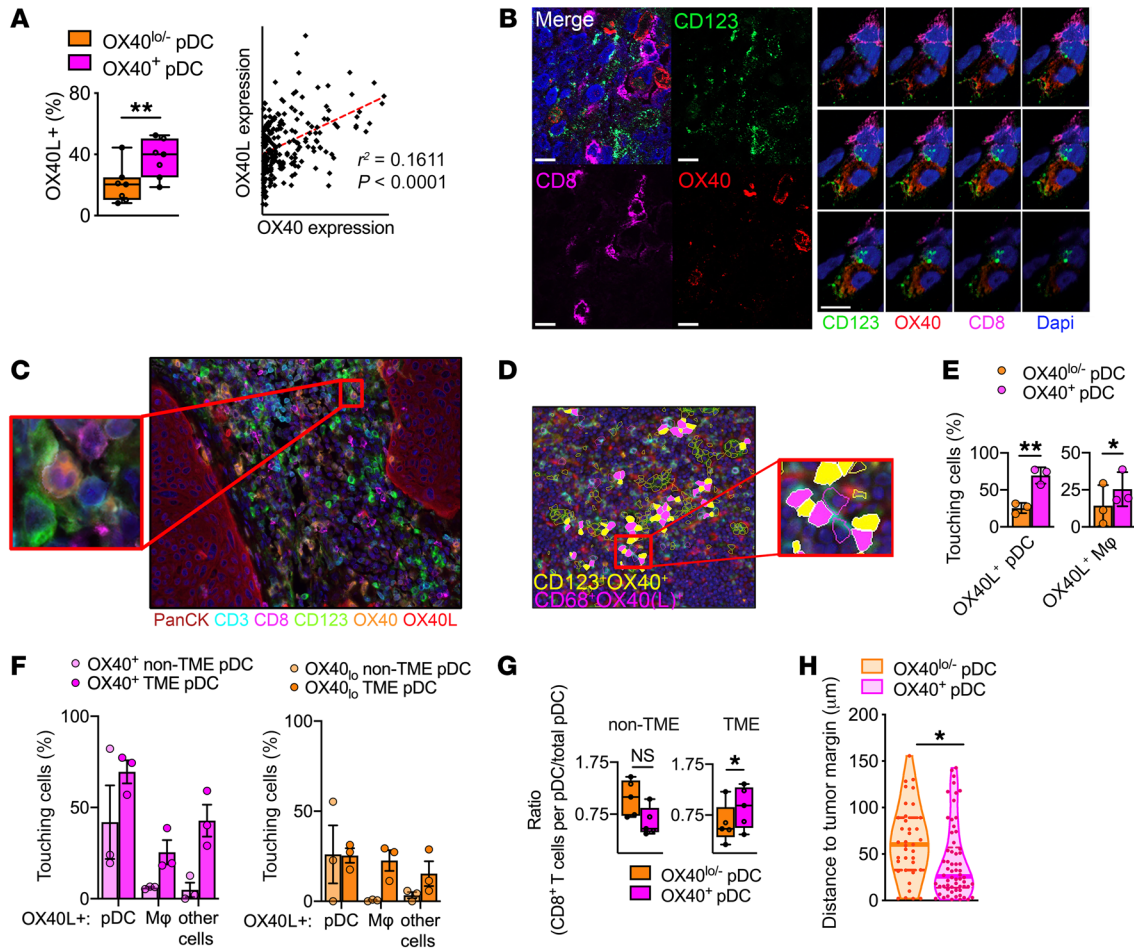 A
OX40lo/- pDC
OX40+ pDC
OX40L + (%)
80
40
0
**
OX40L expression
r2 = 0.1611
P < 0.0001
OX40 expression
B
Merge
CD123
CD8
OX40
CD123 OX40 CD8 Dapi
C
PanCK CD3 CD8 CD123 OX40 OX40L
D
CD123+OX40+
CD68+OX40(L)
E
OX40lo/- pDC
OX40+ pDC
Touching cells (%)
100
50
0
**
50
25
0
*
OX40L+ pDC
OX40L+ Mφ
F
OX40+ non-TME pDC
OX40+ TME pDC
Touching cells (%)
100
50
0
OX40L+: pDC Mφ other cells
OX40lo non-TME pDC
OX40lo TME pDC
Touching cells (%)
100
50
0
OX40L+: pDC Mφ other cells
G
Ratio
(CD8+ T cells per pDC/total pDC)
non-TME
TME
1.75
0.75
NS
1.75
0.75
*
OX40lo/- pDC
OX40+ pDC
H
OX40lo/- pDC
OX40+ pDC
Distance to tumor margin (μm)
200
150
100
50
0
*